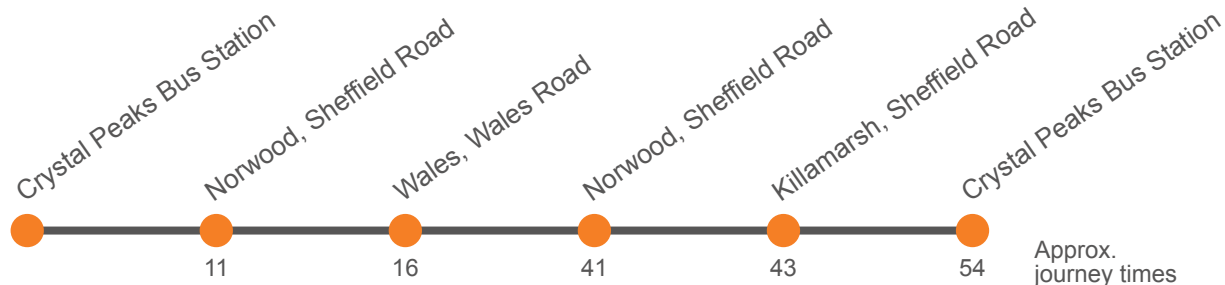 Crystal Peaks Bus Station
Norwood, Sheffield Road
Wales, Wales Road
Norwood, Sheffield Road
Killamarsh, Sheffield Road
Crystal Peaks Bus Station
11
16
41
43
54
Approx.
journey times